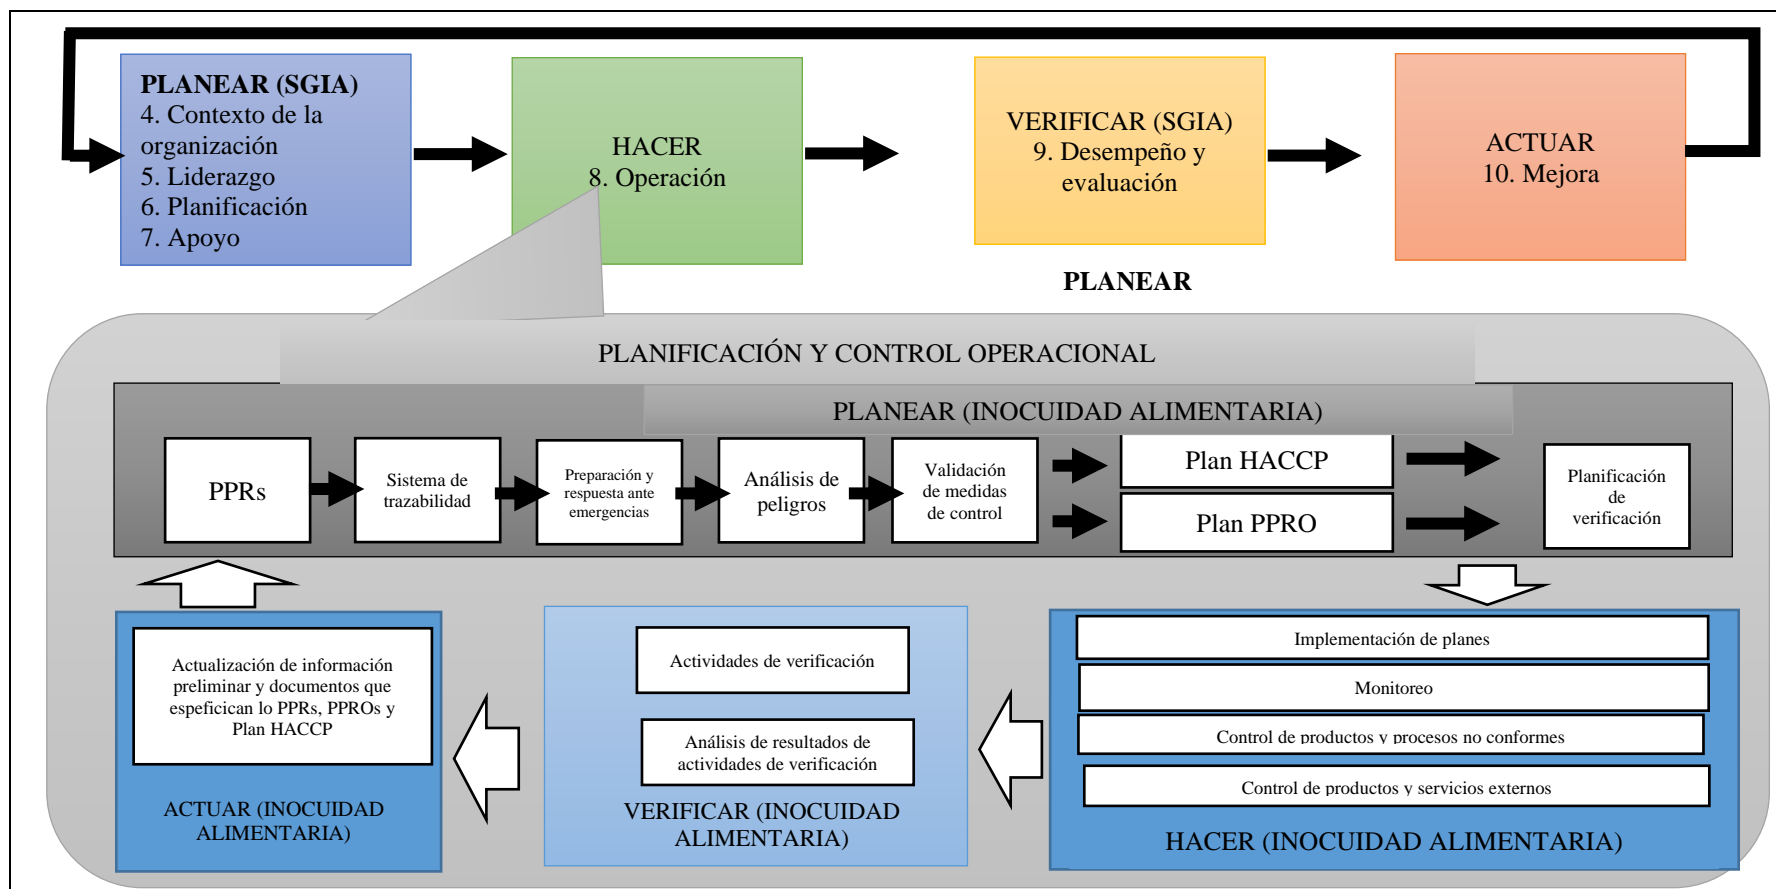 PLANEAR (SGIA)
4. Contexto de la
organización
5. Liderazgo
6. Planificación
7. Apoyo
HACER
8. Operación
VERIFICAR (SGIA)
9. Desempeño y
evaluación
ACTUAR
10. Mejora
PLANEAR
PLANIFICACIÓN Y CONTROL OPERACIONAL
PLANEAR (INOCUIDAD ALIMENTARIA)
PPRs
Sistema de
trazabilidad
Preparación y
respuesta ante
emergencias
Análisis de
peligros
Validación
de medidas
de control
Plan HACCP
Plan PPRO
Planificación
de
verificación
Implementación de planes
Monitoreo
Control de productos y procesos no conformes
Control de productos y servicios externos
HACER (INOCUIDAD ALIMENTARIA)
Actividades de verificación
Análisis de resultados de
actividades de verificación
VERIFICAR (INOCUIDAD
ALIMENTARIA)
Actualización de información
preliminar y documentos que
espeficican lo PPRs, PPROs y
Plan HACCP
ACTUAR (INOCUIDAD
ALIMENTARIA)